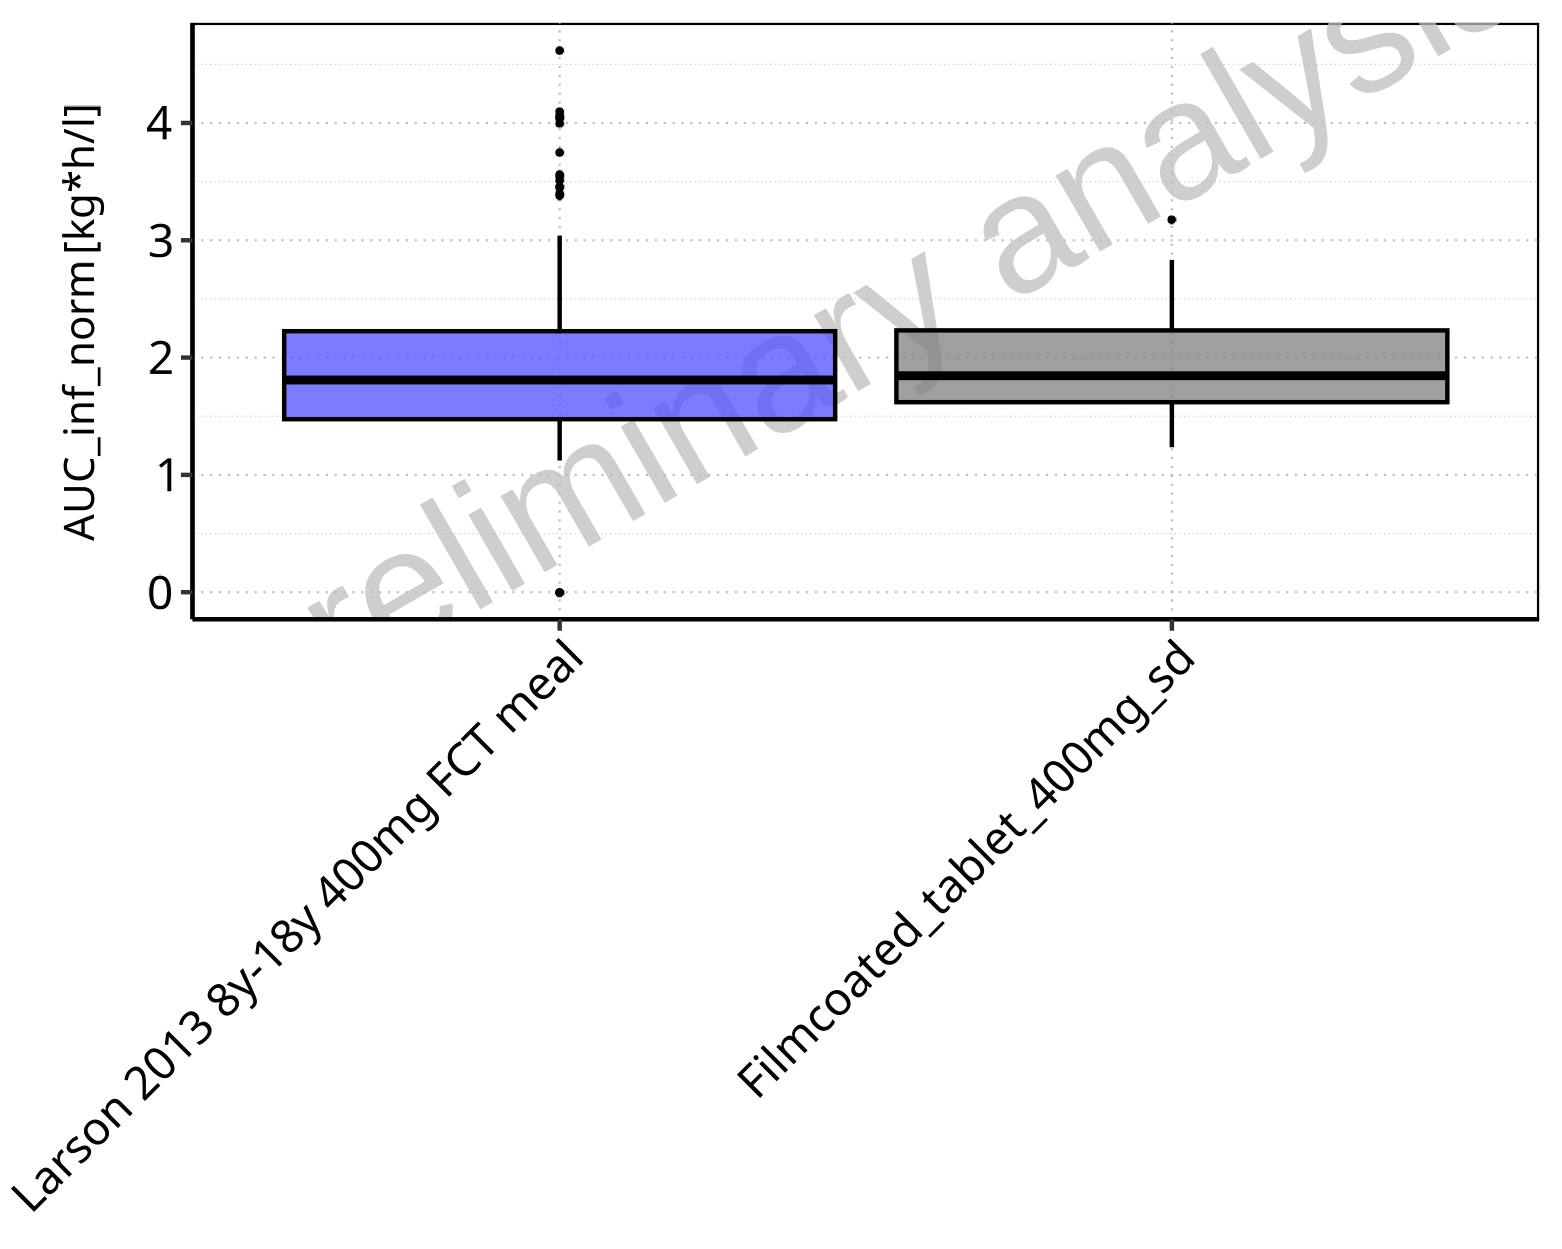 AUC_inf_norm [kg*h/l]
4
3
2
1
0
reliminary analysis
Larson 2013 8y-18y 400mg FCT meal
Filmcoated_tablet_400mg_sd